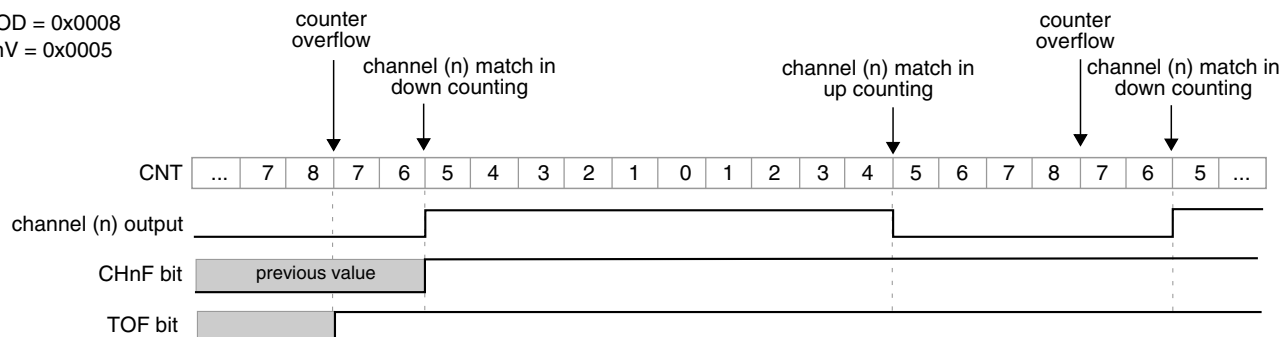 OD = 0x0008
nV = 0x0005
counter
overflow
channel (n) match in
down counting
channel (n) match in
up counting
counter
overflow
channel (n) match in
down counting
CNT ... 7 8 7 6 5 4 3 2 1 0 1 2 3 4 5 6 7 8 7 6 5 ...
channel (n) output
CHnF bit previous value
TOF bit